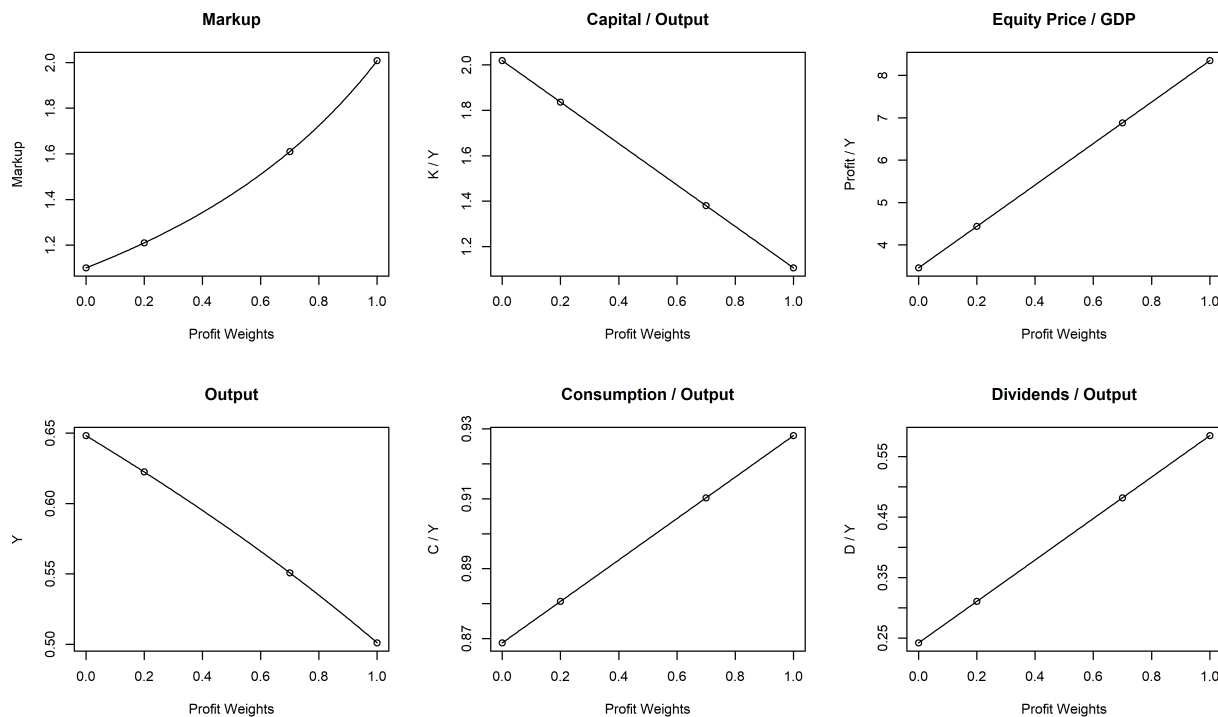 Markup
Markup
2.0
1.8
1.6
1.4
1.2
0.0 0.2 0.4 0.6 0.8 1.0
Profit Weights
Capital / Output
K / Y
2.0
1.8
1.6
1.4
1.2
0.0 0.2 0.4 0.6 0.8 1.0
Profit Weights
Equity Price / GDP
Profit / Y
8
7
6
5
4
0.0 0.2 0.4 0.6 0.8 1.0
Profit Weights
Output
Y
0.65
0.60
0.55
0.50
0.0 0.2 0.4 0.6 0.8 1.0
Profit Weights
Consumption / Output
C / Y
0.93
0.91
0.89
0.87
0.0 0.2 0.4 0.6 0.8 1.0
Profit Weights
Dividends / Output
D / Y
0.55
0.45
0.35
0.25
0.0 0.2 0.4 0.6 0.8 1.0
Profit Weights